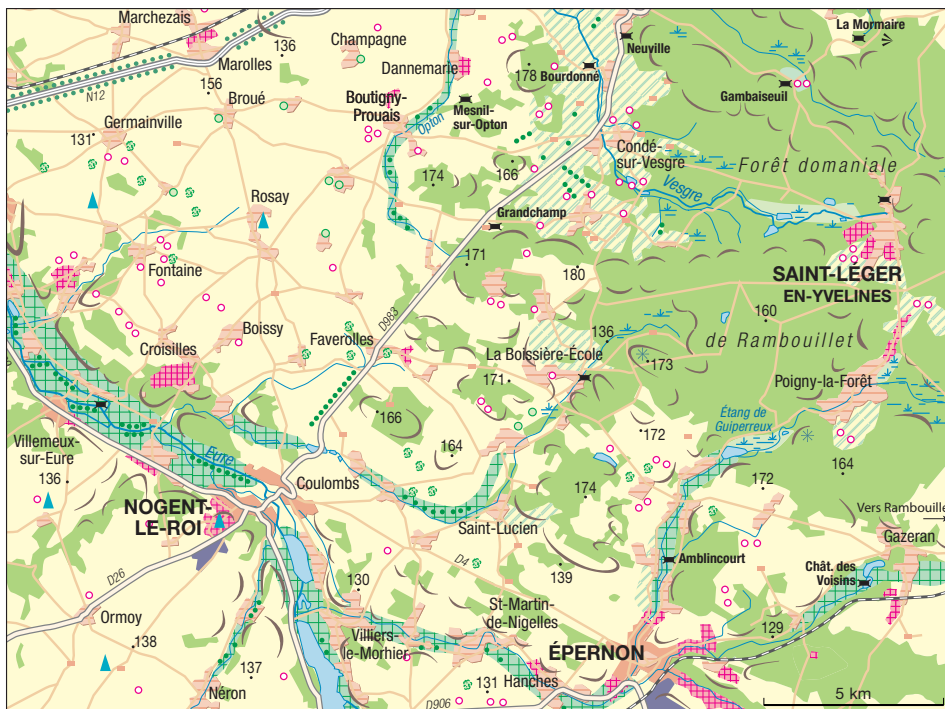 Marchezais
136
Champagne
La Mornaire
Neuville
Marolles
Dannemarie
178
Bourdonné
156
N12
Broué
Boutigny-
Prouais
Mesnil-
sur-Opton
Gambaiseuil
131
Germainville
Opton
Condé-
sur-Vesgre
Forêt domaniale
174
166
Vesgre
Rosay
Grandchamp
171
180
SAINT-LÉGER
EN-YVELINES
Fontaine
160
D983
Boissy
Faverolles
136
de Rambouillet
Croisilles
La Boissière-École
173
171
Poigny-la-Forêt
166
Étang de
Guiperreux
Villemeux-
sur-Eure
172
164
164
136
Eure
172
Coulombs
174
NOGENT-
LE-ROI
Saint-Lucien
Vers Rambouille
Gazeran
D4
Amblincourt
Chât. des
Voisins
D26
130
139
Ormoy
St-Martin-
de-Nigelles
129
138
Villiers-
le-Morhier
ÉPERNON
137
Néron
131
Hanches
D906
5 km